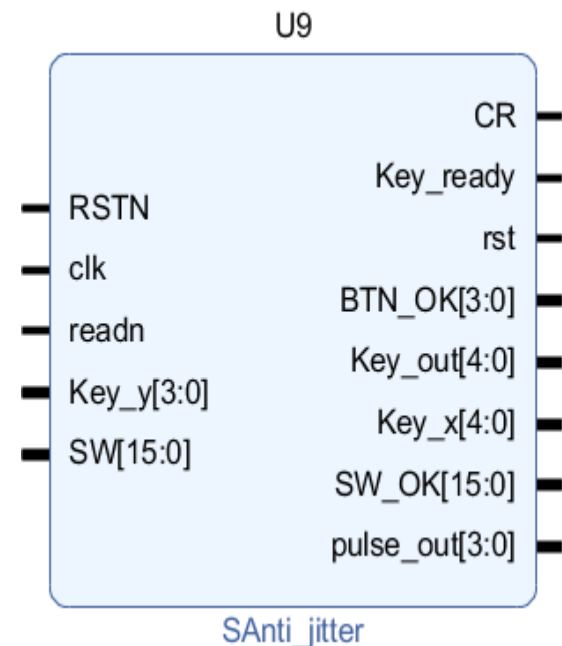 U9
CR
Key_ready
RSTN
rst
clk
BTN_OK[3:0]
readn
Key_out[4:0]
Key_y[3:0]
Key_x[4:0]
SW[15:0]
SW_OK[15:0]
pulse_out[3:0]
SAnti_jitter